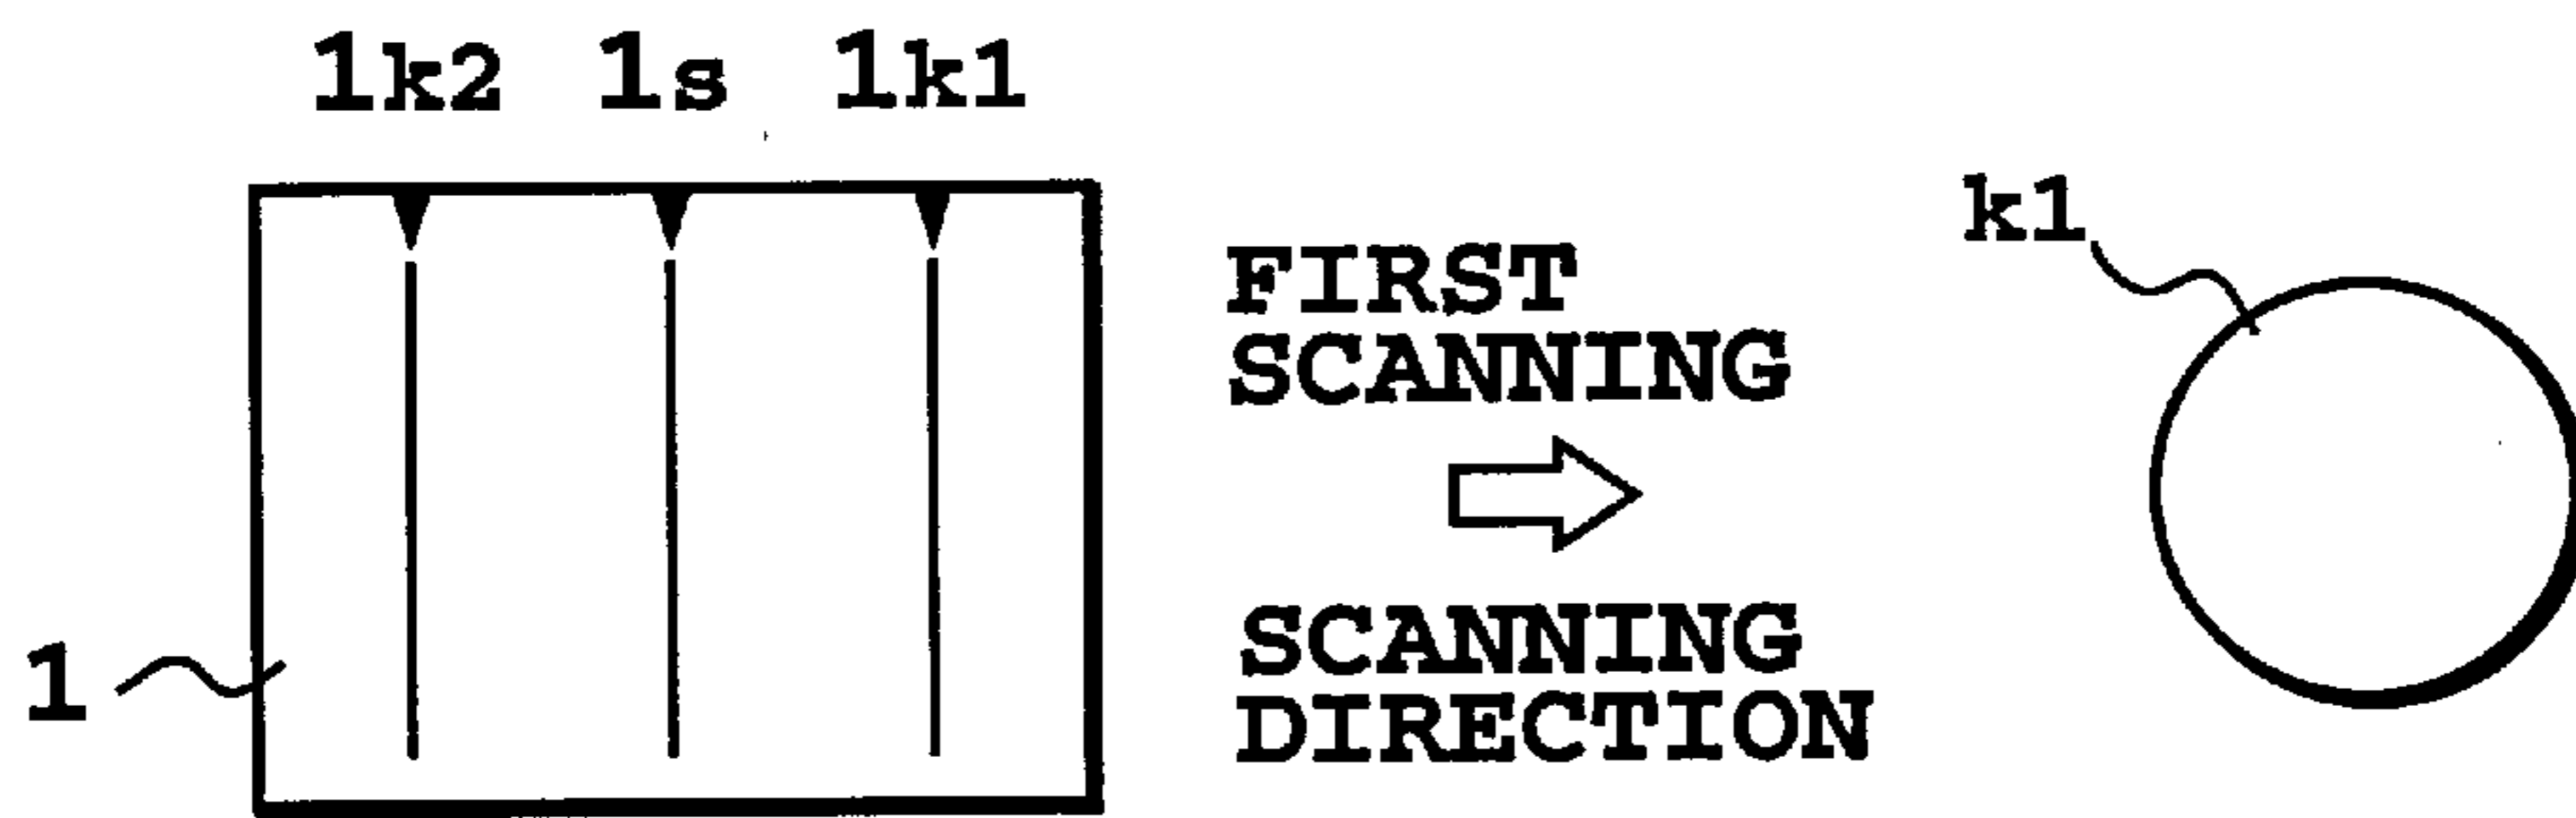 1k2 1s 1k1
k1
FIRST
SCANNING
SCANNING
DIRECTION
1